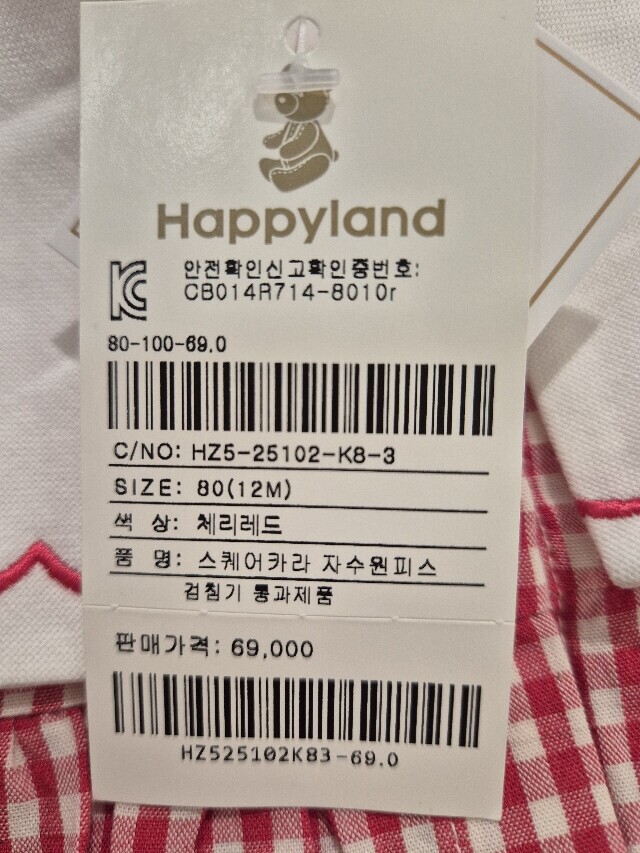 Happyland
안전확인신고확인증번호:
CB014R714-8010r
80-100-69.0
C/NO: HZ5-25102-K8-3
SIZE: 80(12M)
색 상: 체리레드
품 명: 스퀘어카라 자수원피스
검침기 통과제품
판매가격: 69,000
HZ525102K83-69.0